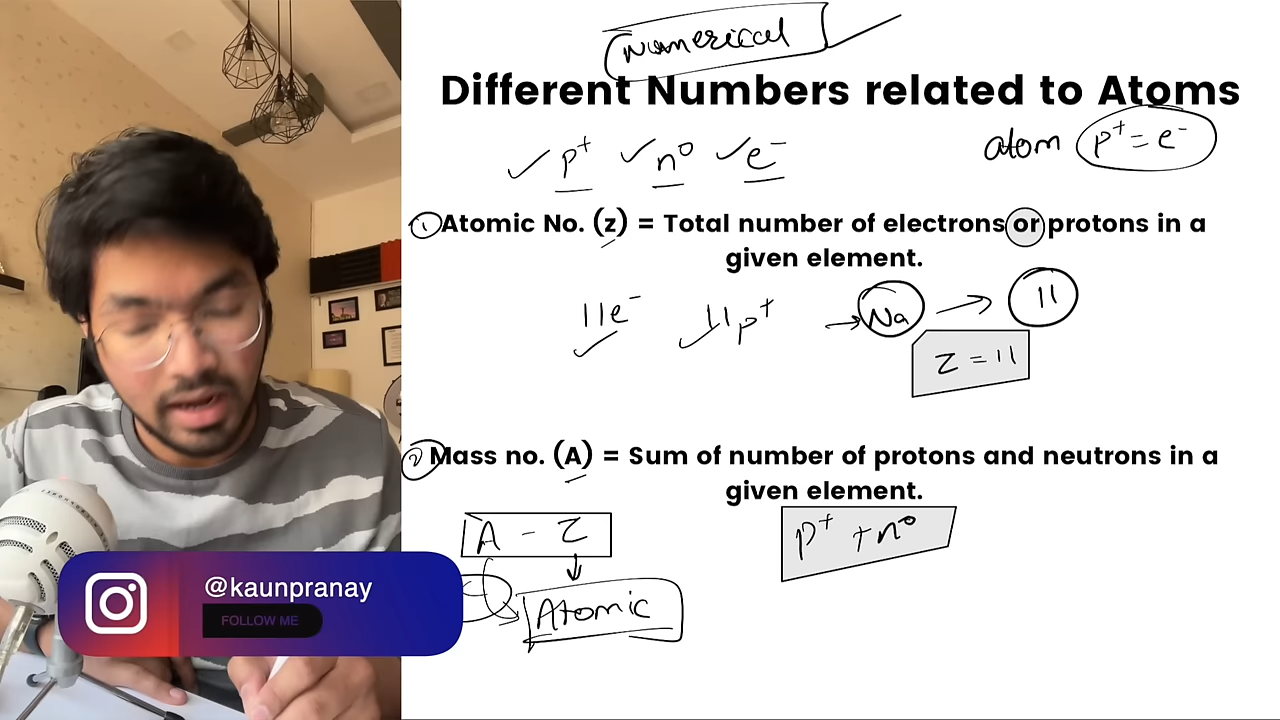 Numerical
Different Numbers related to Atoms
p⁺ n⁰ e⁻
atom p⁺ = e⁻
① Atomic No. (z) = Total number of electrons or protons in a
given element.
11e⁻ 11p⁺ → Na → 11
Z = 11
② Mass no. (A) = Sum of number of protons and neutrons in a
given element.
A - Z
p⁺ + n⁰
Atomic
@kaunpranay
FOLLOW ME